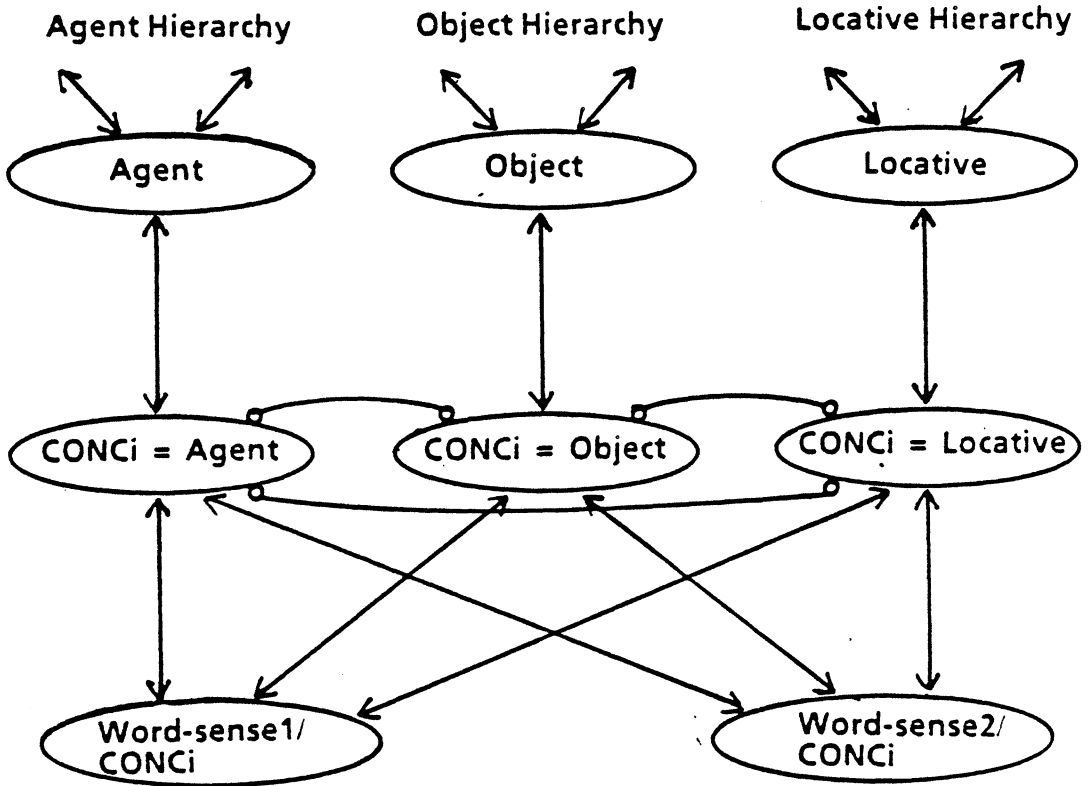 Agent Hierarchy
Object Hierarchy
Locative Hierarchy
Agent
Object
Locative
CONCi = Agent
CONCi = Object
CONCi = Locative
Word-sense1/
CONCi
Word-sense2/
CONCi